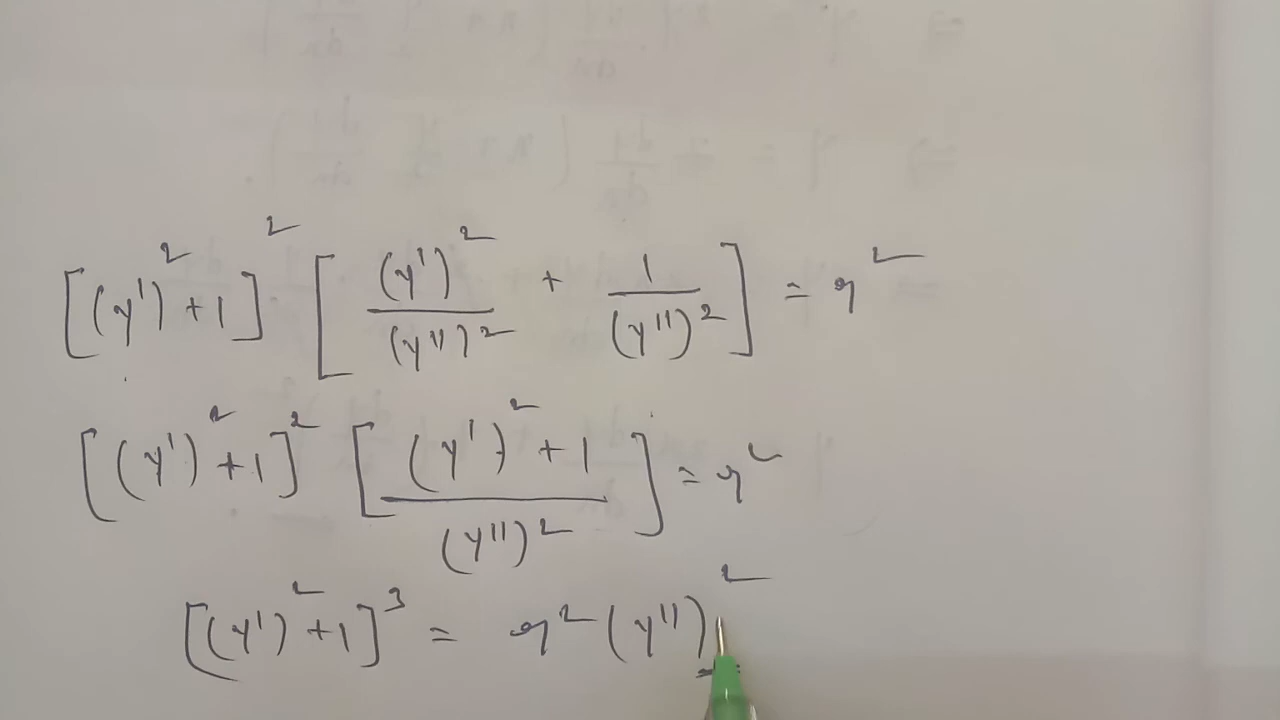 [(y')² + 1]² [(y')²/(y'')² + 1/(y'')²] = r²
[(y')² + 1]² [((y')² + 1)/(y'')²] = r²
[(y')² + 1]³ = r² (y'')²